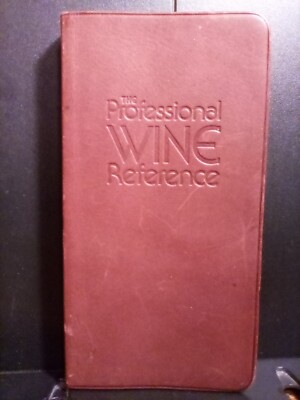 THE
Professional
WINE
Reference